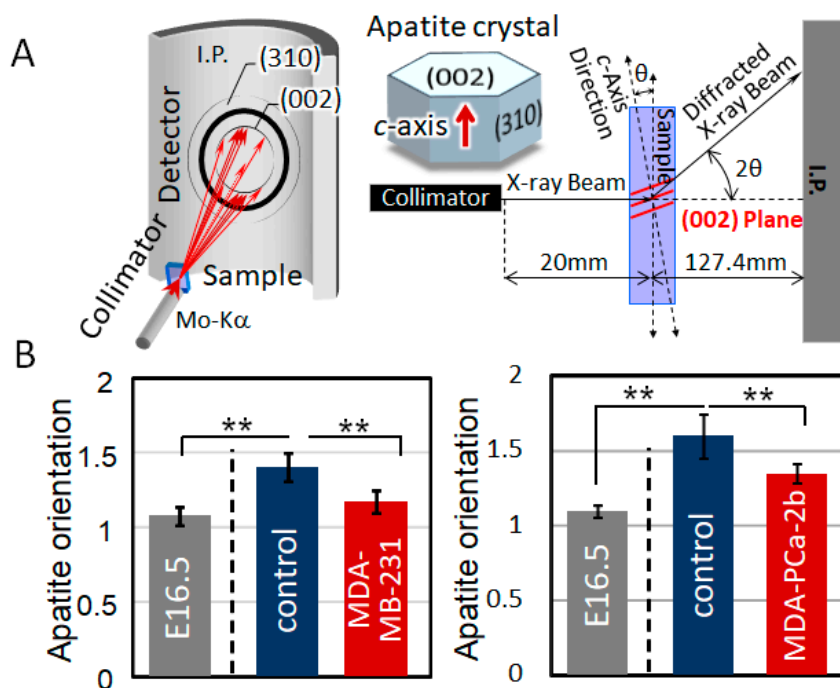 A
I.P.
(310)
(002)
Detector
Collimator
Sample
Mo-Kα
Apatite crystal
(002)
c-axis
(310)
Collimator
X-ray Beam
c-Axis
Direction
θ
Sample
Diffracted
X-ray Beam
2θ
(002) Plane
I.P.
20mm
127.4mm
B
Apatite orientation
2
1.5
1
0.5
0
**
**
E16.5
control
MDA-
MB-231
Apatite orientation
2
1.5
1
0.5
0
**
**
E16.5
control
MDA-PCa-2b